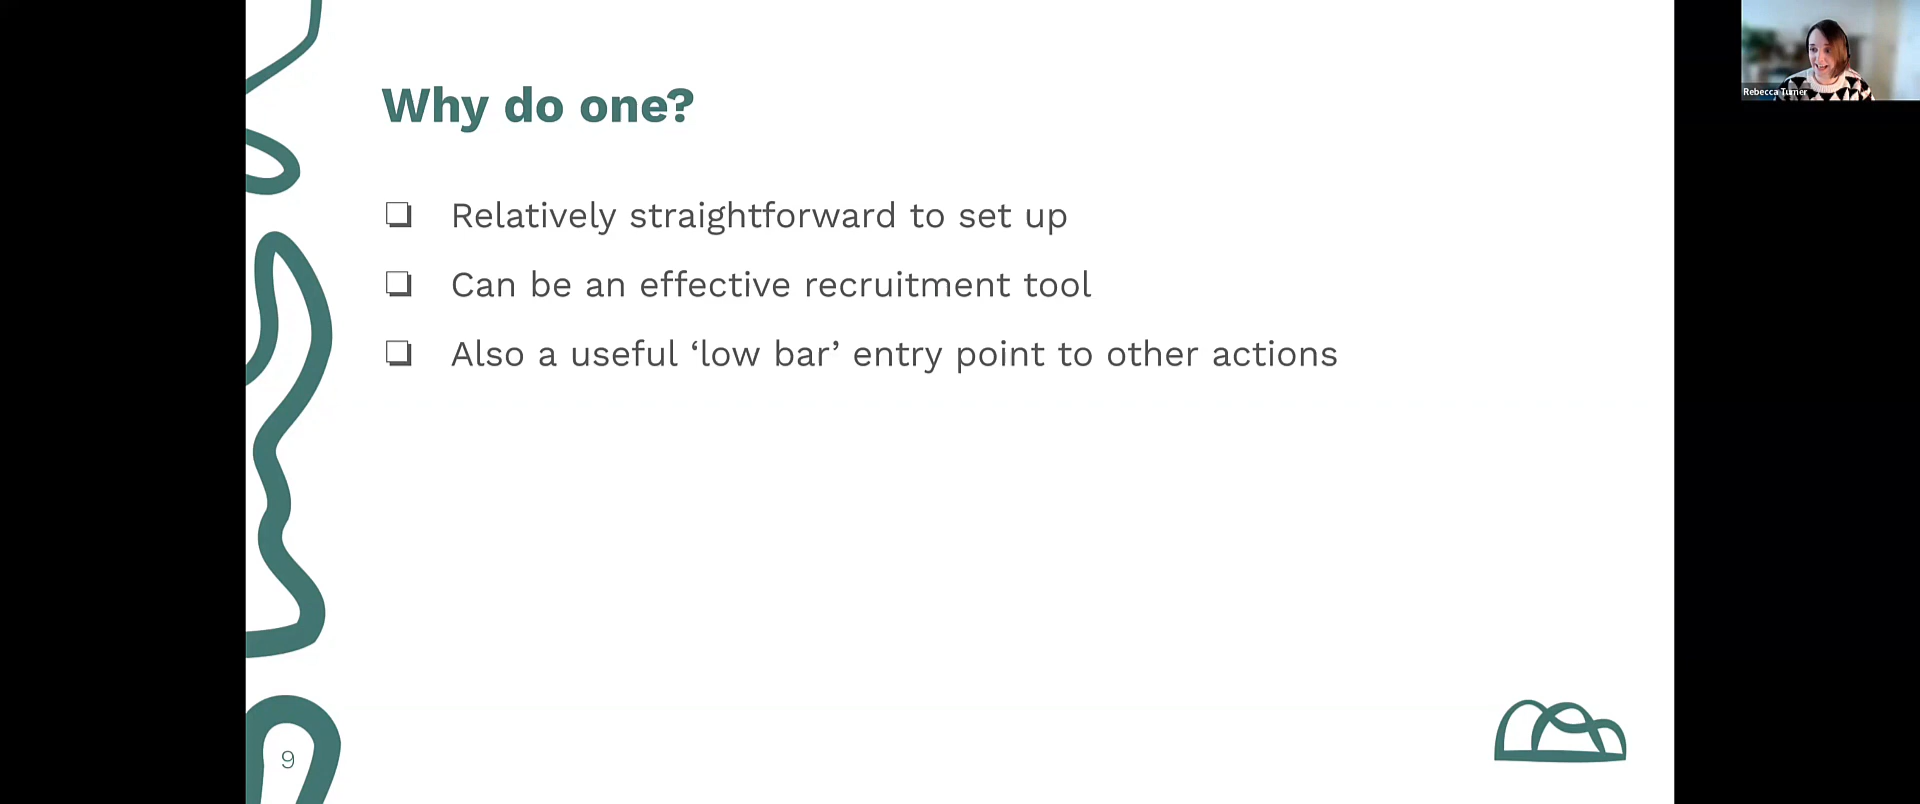 Why do one?
❏ Relatively straightforward to set up
❏ Can be an effective recruitment tool
❏ Also a useful ‘low bar’ entry point to other actions
9
Rebecca Turner